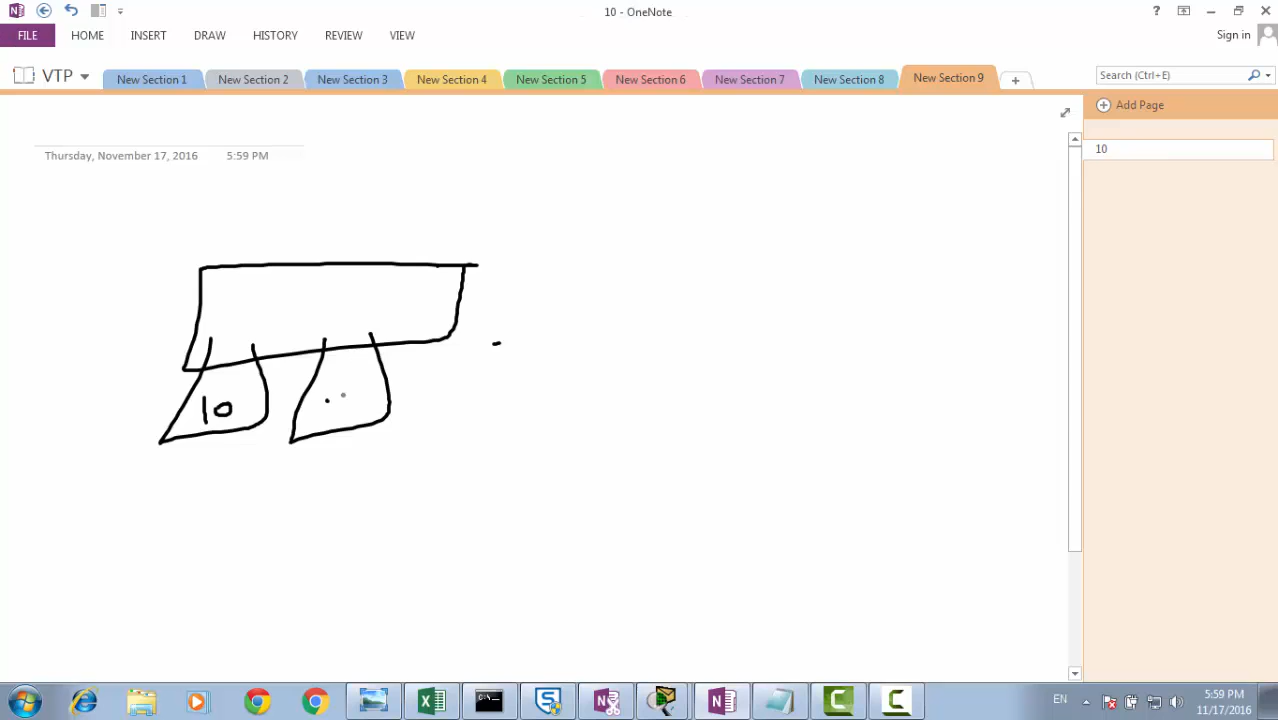 10 - OneNote
?
FILE HOME INSERT DRAW HISTORY REVIEW VIEW
Sign in
VTP New Section 1 New Section 2 New Section 3 New Section 4 New Section 5 New Section 6 New Section 7 New Section 8 New Section 9 +
Search (Ctrl+E)
Add Page
10
Thursday, November 17, 2016 5:59 PM
10
EN
5:59 PM
11/17/2016